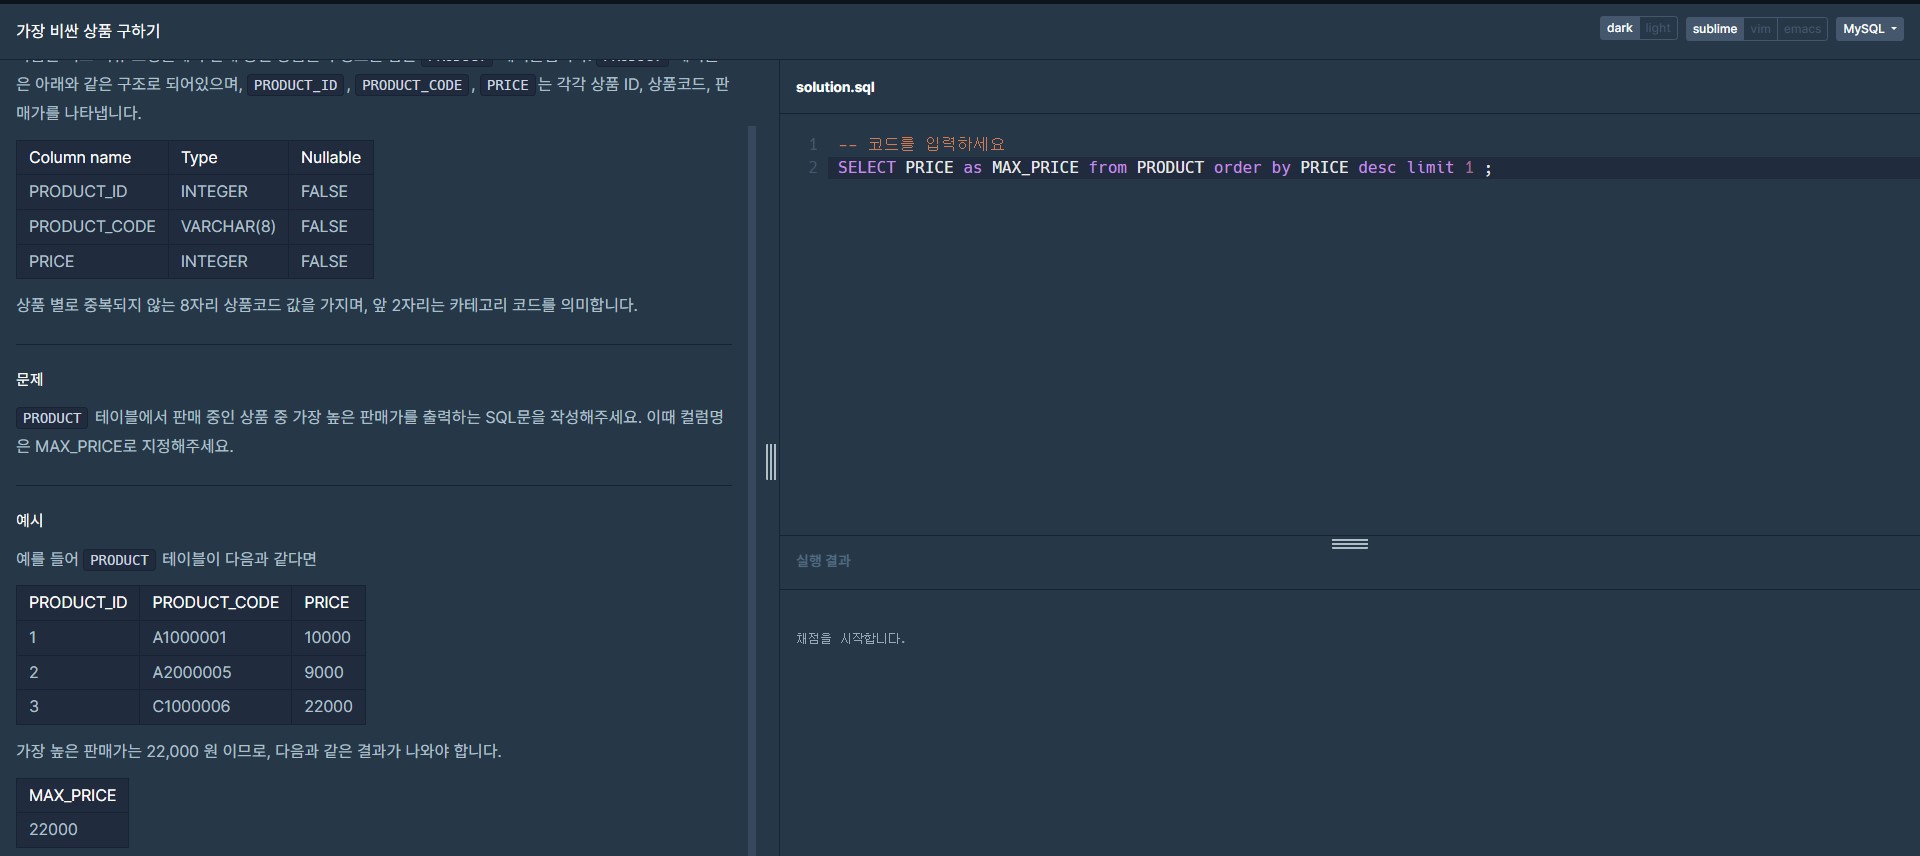 가장 비싼 상품 구하기
dark light sublime vim emacs MySQL
은 아래와 같은 구조로 되어있으며, PRODUCT_ID , PRODUCT_CODE , PRICE 는 각각 상품 ID, 상품코드, 판
매가를 나타냅니다.
Column name Type Nullable
PRODUCT_ID INTEGER FALSE
PRODUCT_CODE VARCHAR(8) FALSE
PRICE INTEGER FALSE
상품 별로 중복되지 않는 8자리 상품코드 값을 가지며, 앞 2자리는 카테고리 코드를 의미합니다.
문제
PRODUCT 테이블에서 판매 중인 상품 중 가장 높은 판매가를 출력하는 SQL문을 작성해주세요. 이때 컬럼명
은 MAX_PRICE로 지정해주세요.
예시
예를 들어 PRODUCT 테이블이 다음과 같다면
PRODUCT_ID PRODUCT_CODE PRICE
1 A1000001 10000
2 A2000005 9000
3 C1000006 22000
가장 높은 판매가는 22,000 원 이므로, 다음과 같은 결과가 나와야 합니다.
MAX_PRICE
22000
solution.sql
1 -- 코드를 입력하세요
2 SELECT PRICE as MAX_PRICE from PRODUCT order by PRICE desc limit 1 ;
실행 결과
채점을 시작합니다.